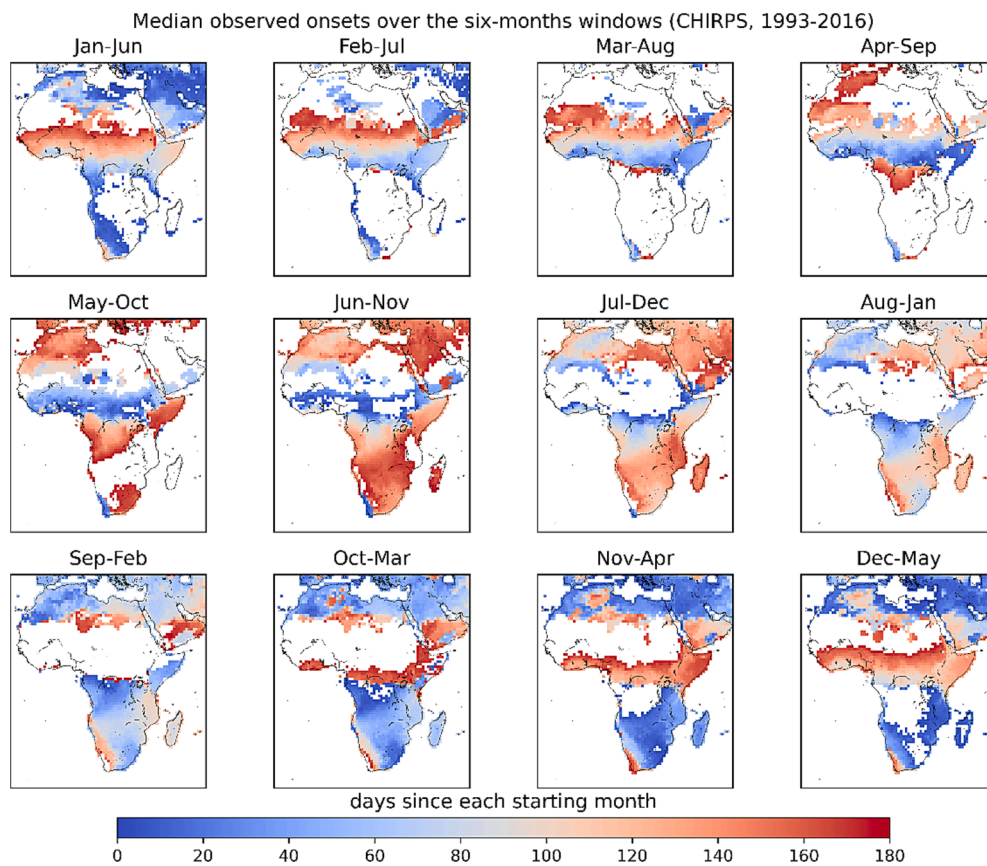 Median observed onsets over the six-months windows (CHIRPS, 1993-2016)
Jan-Jun Feb-Jul Mar-Aug Apr-Sep
May-Oct Jun-Nov Jul-Dec Aug-Jan
Sep-Feb Oct-Mar Nov-Apr Dec-May
days since each starting month
0 20 40 60 80 100 120 140 160 180